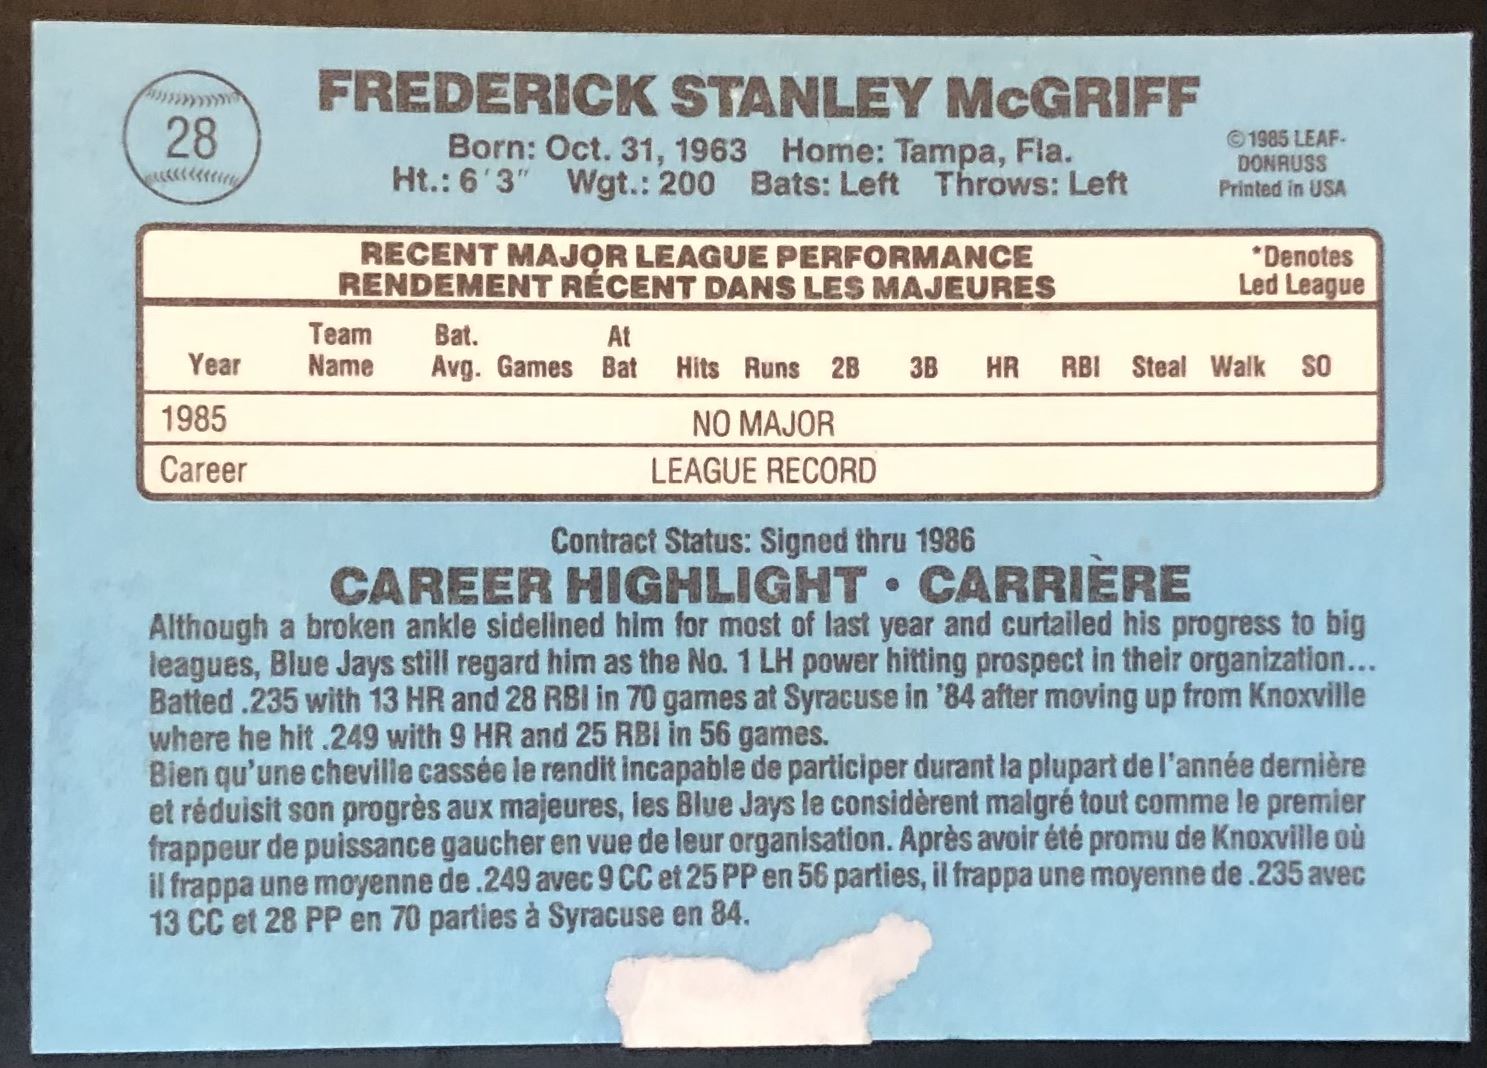 28
FREDERICK STANLEY McGRIFF
Born: Oct. 31, 1963 Home: Tampa, Fla.
Ht.: 6'3" Wgt.: 200 Bats: Left Throws: Left
©1985 LEAF-
DONRUSS
Printed in USA
RECENT MAJOR LEAGUE PERFORMANCE
RENDEMENT RÉCENT DANS LES MAJEURES
*Denotes
Led League
Year Team Name Bat. Avg. Games At Bat Hits Runs 2B 3B HR RBI Steal Walk SO
1985 NO MAJOR
Career LEAGUE RECORD
Contract Status: Signed thru 1986
CAREER HIGHLIGHT • CARRIÈRE
Although a broken ankle sidelined him for most of last year and curtailed his progress to big
leagues, Blue Jays still regard him as the No. 1 LH power hitting prospect in their organization...
Batted .235 with 13 HR and 28 RBI in 70 games at Syracuse in '84 after moving up from Knoxville
where he hit .249 with 9 HR and 25 RBI in 56 games.
Bien qu'une cheville cassée le rendit incapable de participer durant la plupart de l'année dernière
et réduisit son progrès aux majeures, les Blue Jays le considèrent malgré tout comme le premier
frappeur de puissance gaucher en vue de leur organisation. Après avoir été promu de Knoxville où
il frappa une moyenne de .249 avec 9 CC et 25 PP en 56 parties, il frappa une moyenne de .235 avec
13 CC et 28 PP en 70 parties à Syracuse en 84.